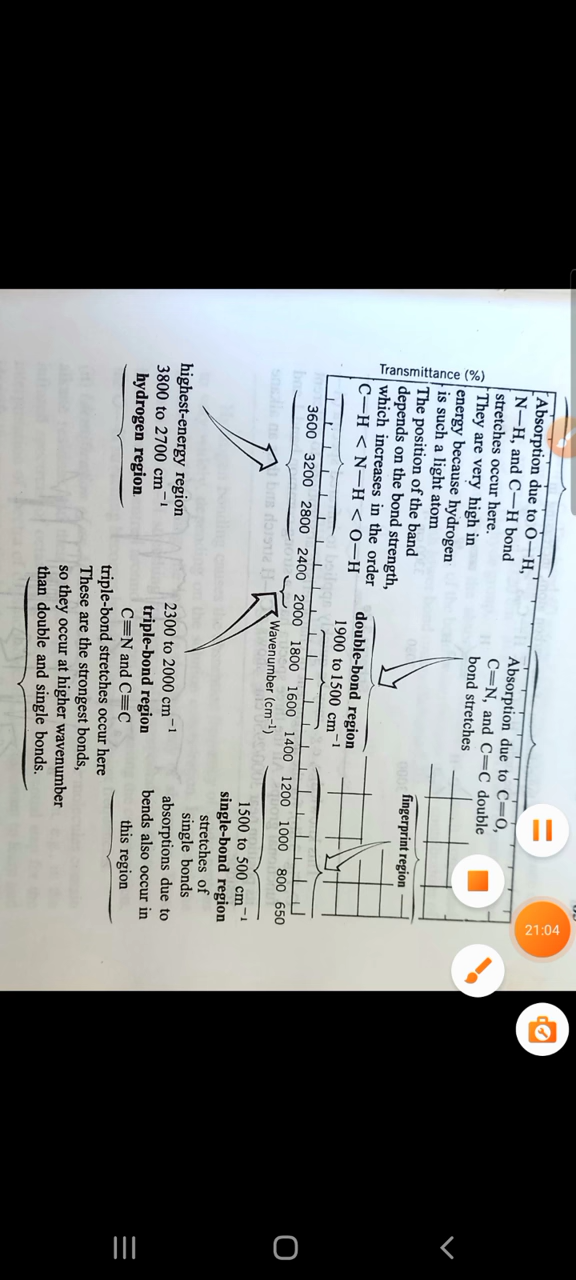 Absorption due to O—H,
N—H, and C—H bond
stretches occur here.
They are very high in
energy because hydrogen
is such a light atom
The position of the band
depends on the bond strength,
which increases in the order
C—H < N—H < O—H
Absorption due to C=O,
C=N, and C=C double
bond stretches
double-bond region
1900 to 1500 cm⁻¹
fingerprint region
Transmittance (%)
3600 3200 2800 2400 2000 1800 1600 1400 1200 1000 800 650
Wavenumber (cm⁻¹)
highest-energy region
3800 to 2700 cm⁻¹
hydrogen region
2300 to 2000 cm⁻¹
triple-bond region
C≡N and C≡C
triple-bond stretches occur here
These are the strongest bonds,
so they occur at higher wavenumber
than double and single bonds.
1500 to 500 cm⁻¹
single-bond region
stretches of
single bonds
absorptions due to
bends also occur in
this region
21:04